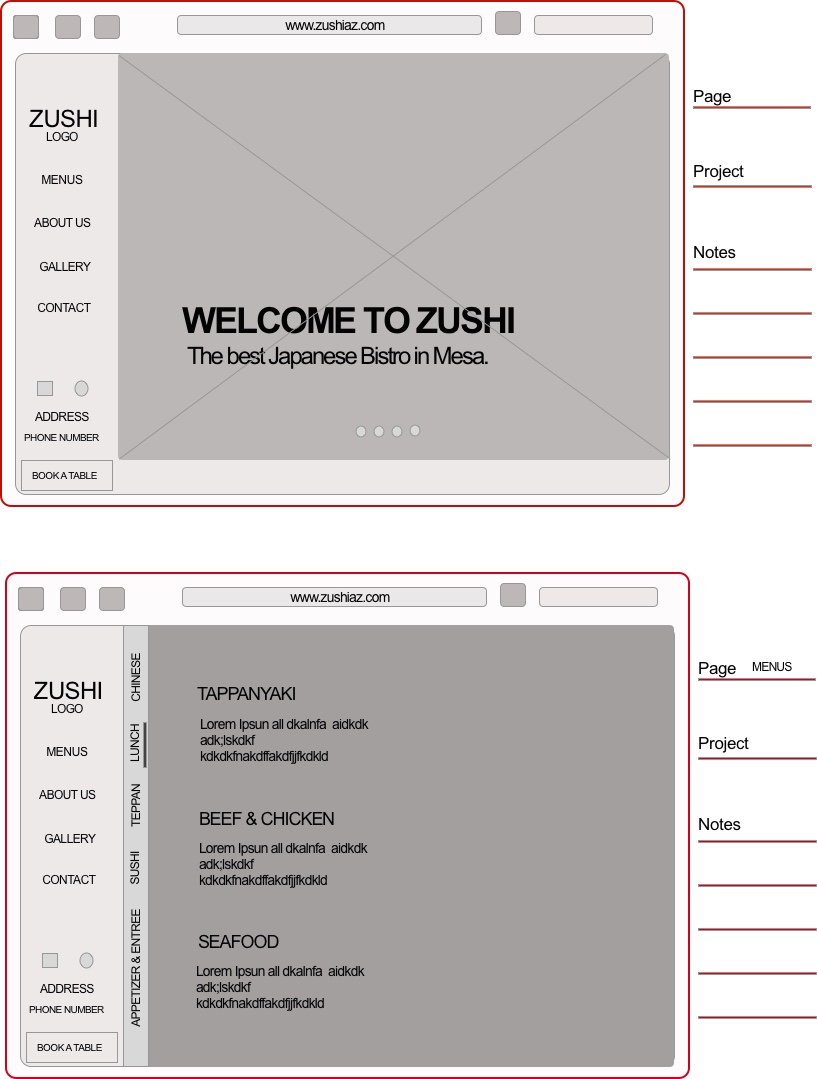 www.zushiaz.com
ZUSHI
LOGO
MENUS
ABOUT US
GALLERY
CONTACT
ADDRESS
PHONE NUMBER
BOOK A TABLE
WELCOME TO ZUSHI
The best Japanese Bistro in Mesa.
Page
Project
Notes
www.zushiaz.com
ZUSHI
LOGO
MENUS
ABOUT US
GALLERY
CONTACT
ADDRESS
PHONE NUMBER
BOOK A TABLE
CHINESE
LUNCH
TEPPAN
SUSHI
APPETIZER & ENTREE
TAPPANYAKI
Lorem Ipsun all dkalnfa aidkdk
adk;lskdkf
kdkdkfnakdffakdfjjfkdkld
BEEF & CHICKEN
Lorem Ipsun all dkalnfa aidkdk
adk;lskdkf
kdkdkfnakdffakdfjjfkdkld
SEAFOOD
Lorem Ipsun all dkalnfa aidkdk
adk;lskdkf
kdkdkfnakdffakdfjjfkdkld
Page MENUS
Project
Notes